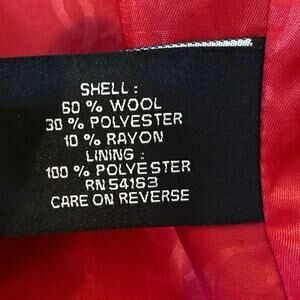 SHELL :
60 % WOOL
30 % POLYESTER
10 % RAYON
LINING :
100 % POLYESTER
RN 54163
CARE ON REVERSE